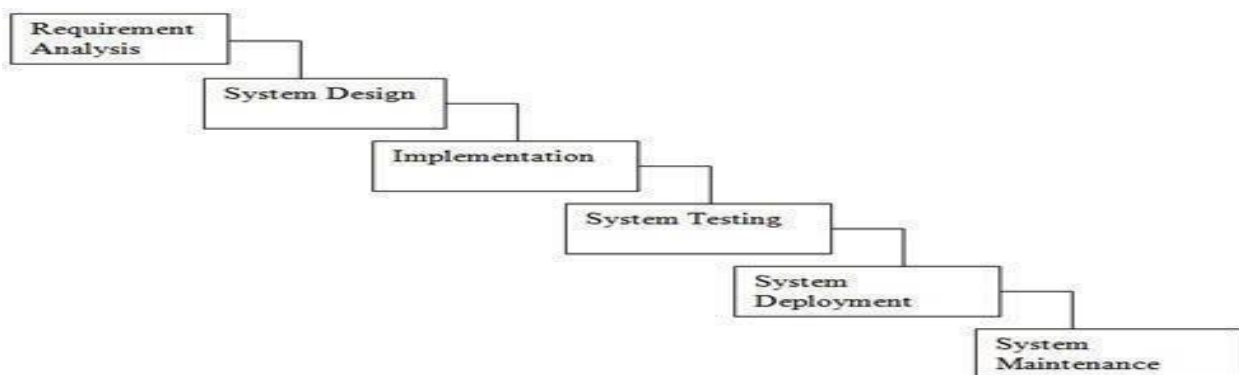 Requirement
Analysis
System Design
Implementation
System Testing
System
Deployment
System
Maintenance